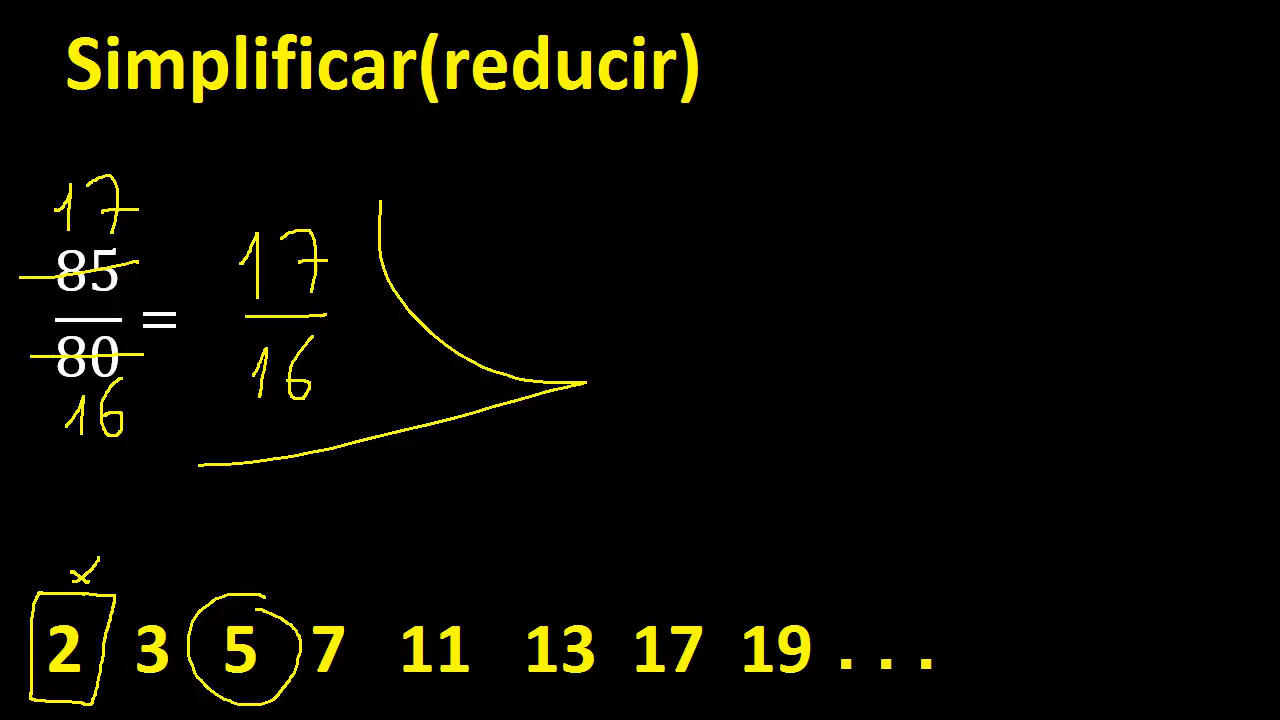 Simplificar(reducir)
17
85
80
16
=
17
16
x
2 3 5 7 11 13 17 19 . . .